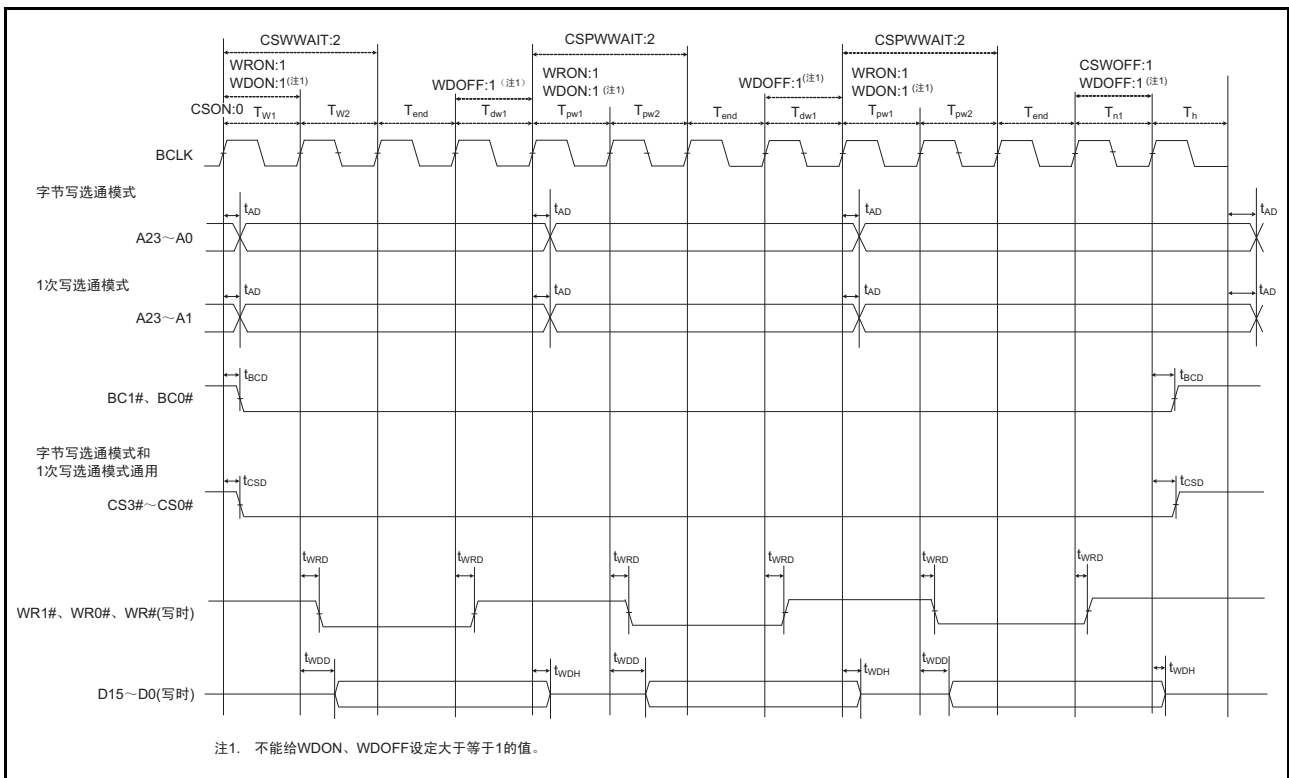 CSWWAIT:2 CSPWWAIT:2 CSPWWAIT:2
WRON:1 WRON:1 WRON:1 CSWOFF:1
WDON:1(注1) WDOFF:1(注1) WDON:1(注1) WDOFF:1(注1) WDON:1(注1) WDOFF:1(注1)
CSON:0 TW1 TW2 Tend Tdw1 Tpw1 Tpw2 Tend Tdw1 Tpw1 Tpw2 Tend Tn1 Th
BCLK
字节写选通模式
tAD tAD tAD tAD
A23～A0
1次写选通模式
tAD tAD tAD tAD
A23～A1
tBCD tBCD
BC1#、BC0#
字节写选通模式和
1次写选通模式通用
tCSD tCSD
CS3#～CS0#
tWRD tWRD tWRD tWRD tWRD tWRD
WR1#、WR0#、WR#(写时)
tWDD tWDH tWDD tWDH tWDD tWDH
D15～D0(写时)
注1. 不能给WDON、WDOFF设定大于等于1的值。